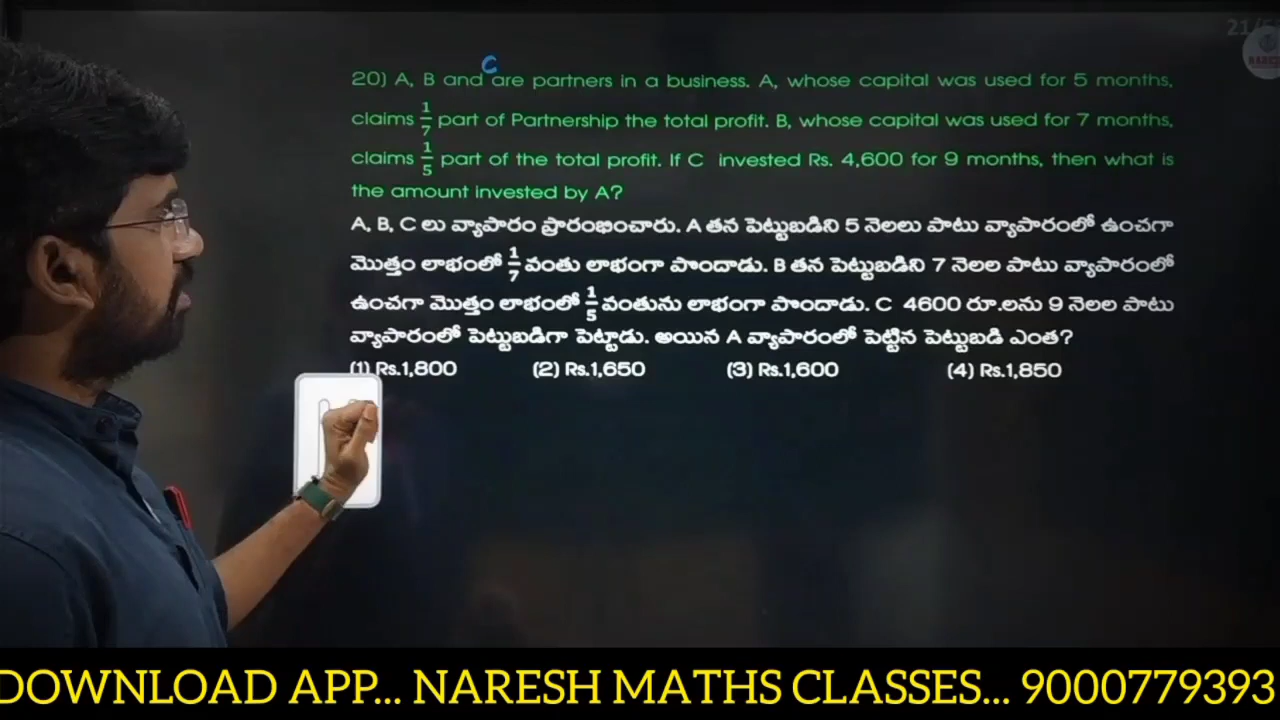 21/5
C
20) A, B and are partners in a business. A, whose capital was used for 5 months,
claims 1/7 part of Partnership the total profit. B, whose capital was used for 7 months,
claims 1/5 part of the total profit. If C invested Rs. 4,600 for 9 months, then what is
the amount invested by A?
A, B, C లు వ్యాపారం ప్రారంభించారు. A తన పెట్టుబడిని 5 నెలలు పాటు వ్యాపారంలో ఉంచగా
మొత్తం లాభంలో 1/7 వంతు లాభంగా పొందాడు. B తన పెట్టుబడిని 7 నెలల పాటు వ్యాపారంలో
ఉంచగా మొత్తం లాభంలో 1/5 వంతును లాభంగా పొందాడు. C 4600 రూ.లను 9 నెలల పాటు
వ్యాపారంలో పెట్టుబడిగా పెట్టాడు. అయిన A వ్యాపారంలో పెట్టిన పెట్టుబడి ఎంత?
(1) Rs.1,800 (2) Rs.1,650 (3) Rs.1,600 (4) Rs.1,850
DOWNLOAD APP... NARESH MATHS CLASSES... 9000779393